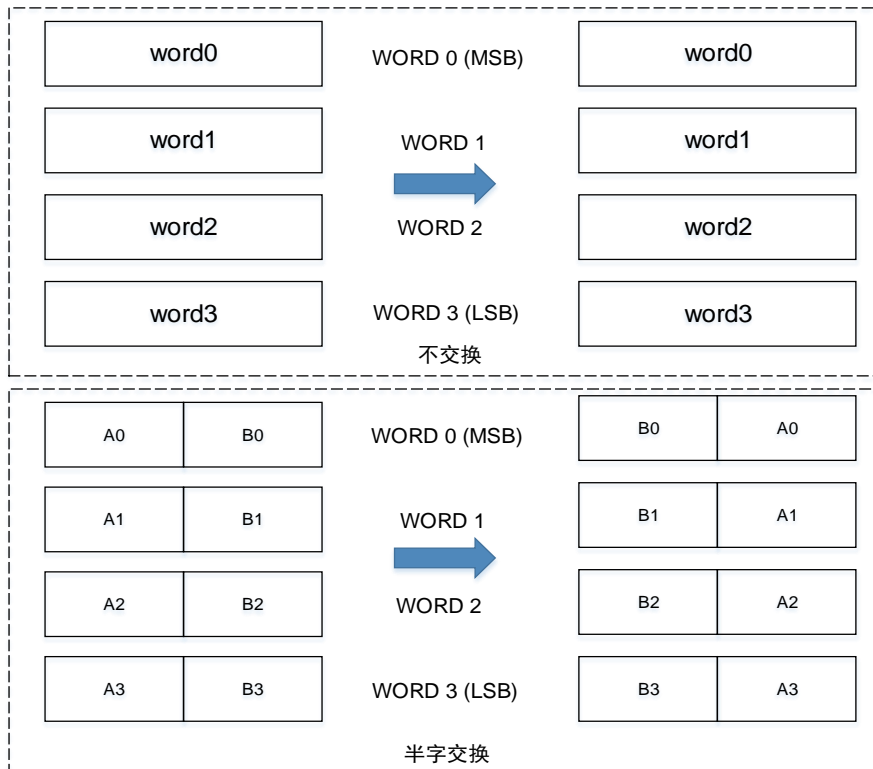 word0 WORD 0 (MSB) word0
word1 WORD 1 word1
word2 WORD 2 word2
word3 WORD 3 (LSB) word3
不交换
A0 B0 WORD 0 (MSB) B0 A0
A1 B1 WORD 1 B1 A1
A2 B2 WORD 2 B2 A2
A3 B3 WORD 3 (LSB) B3 A3
半字交换